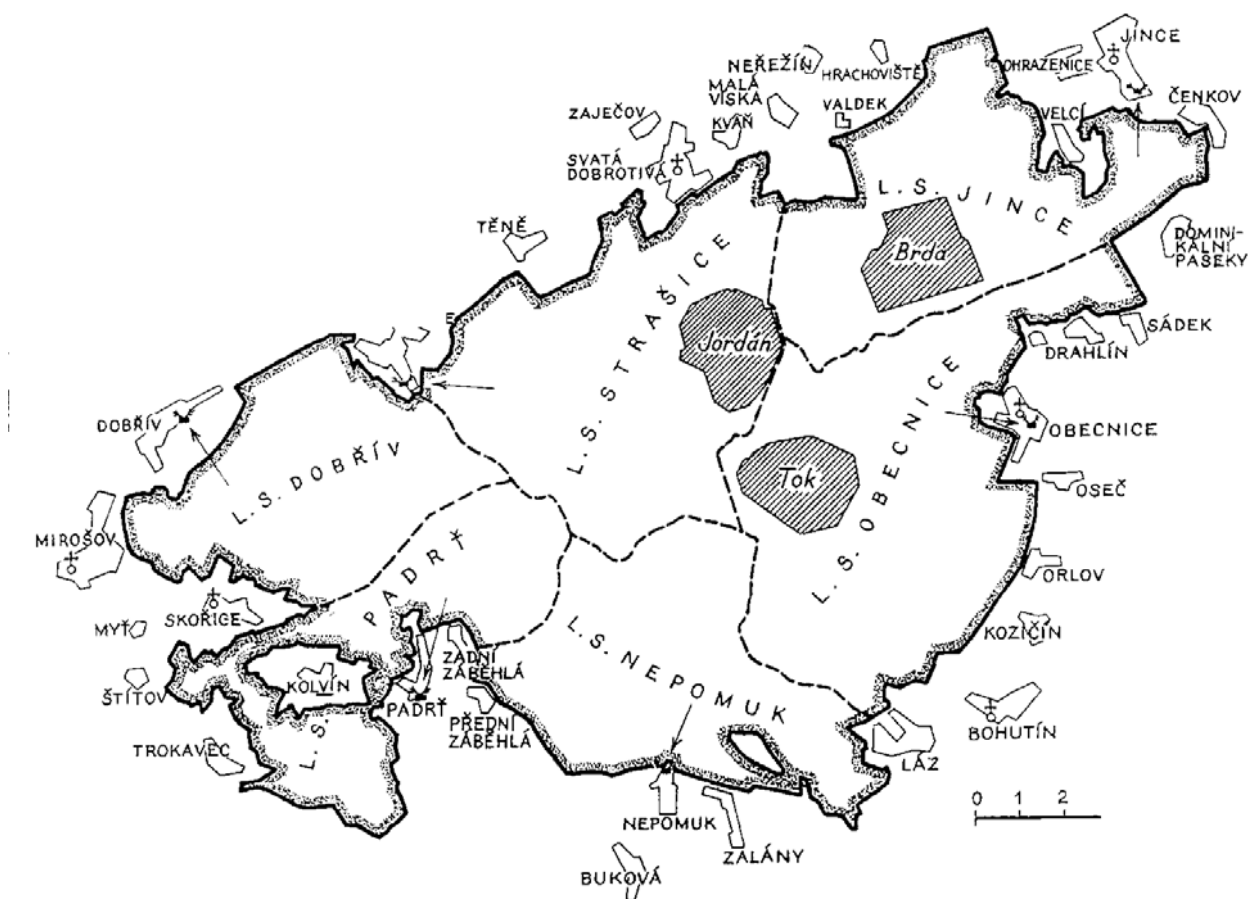 JINCE
OHRAZENICE
NEŘEŽÍN
HRACHOVIŠTĚ
MALÁ
VÍSKA
ČENKOV
ZAJEČOV
KVÁŇ
VALDEK
VELCÍ
SVATÁ
DOBROTIVÁ
L. S. JINCE
TĚNĚ
DOMINI-
KÁLNÍ
PASEKY
Brda
L. S. STRAŠICE
E
Jordán
SÁDEK
DRAHLÍN
DOBŘÍV
OBECNICE
L. S. DOBŘÍV
Tok
L. S. OBECNICE
OSEČ
MIROŠOV
ORLOV
PADRŤ
SKOŘICE
MYŤ
KOZIČÍN
L. S. NEPOMUK
ZADNÍ
ZÁBĚHLÁ
KOLVÍN
ŠTÍTOV
PADRŤ
PŘEDNÍ
ZÁBĚHLÁ
BOHUTÍN
TROKAVEC
L. S.
LÁZ
0 1 2
NEPOMUK
ZALÁNY
BUKOVÁ